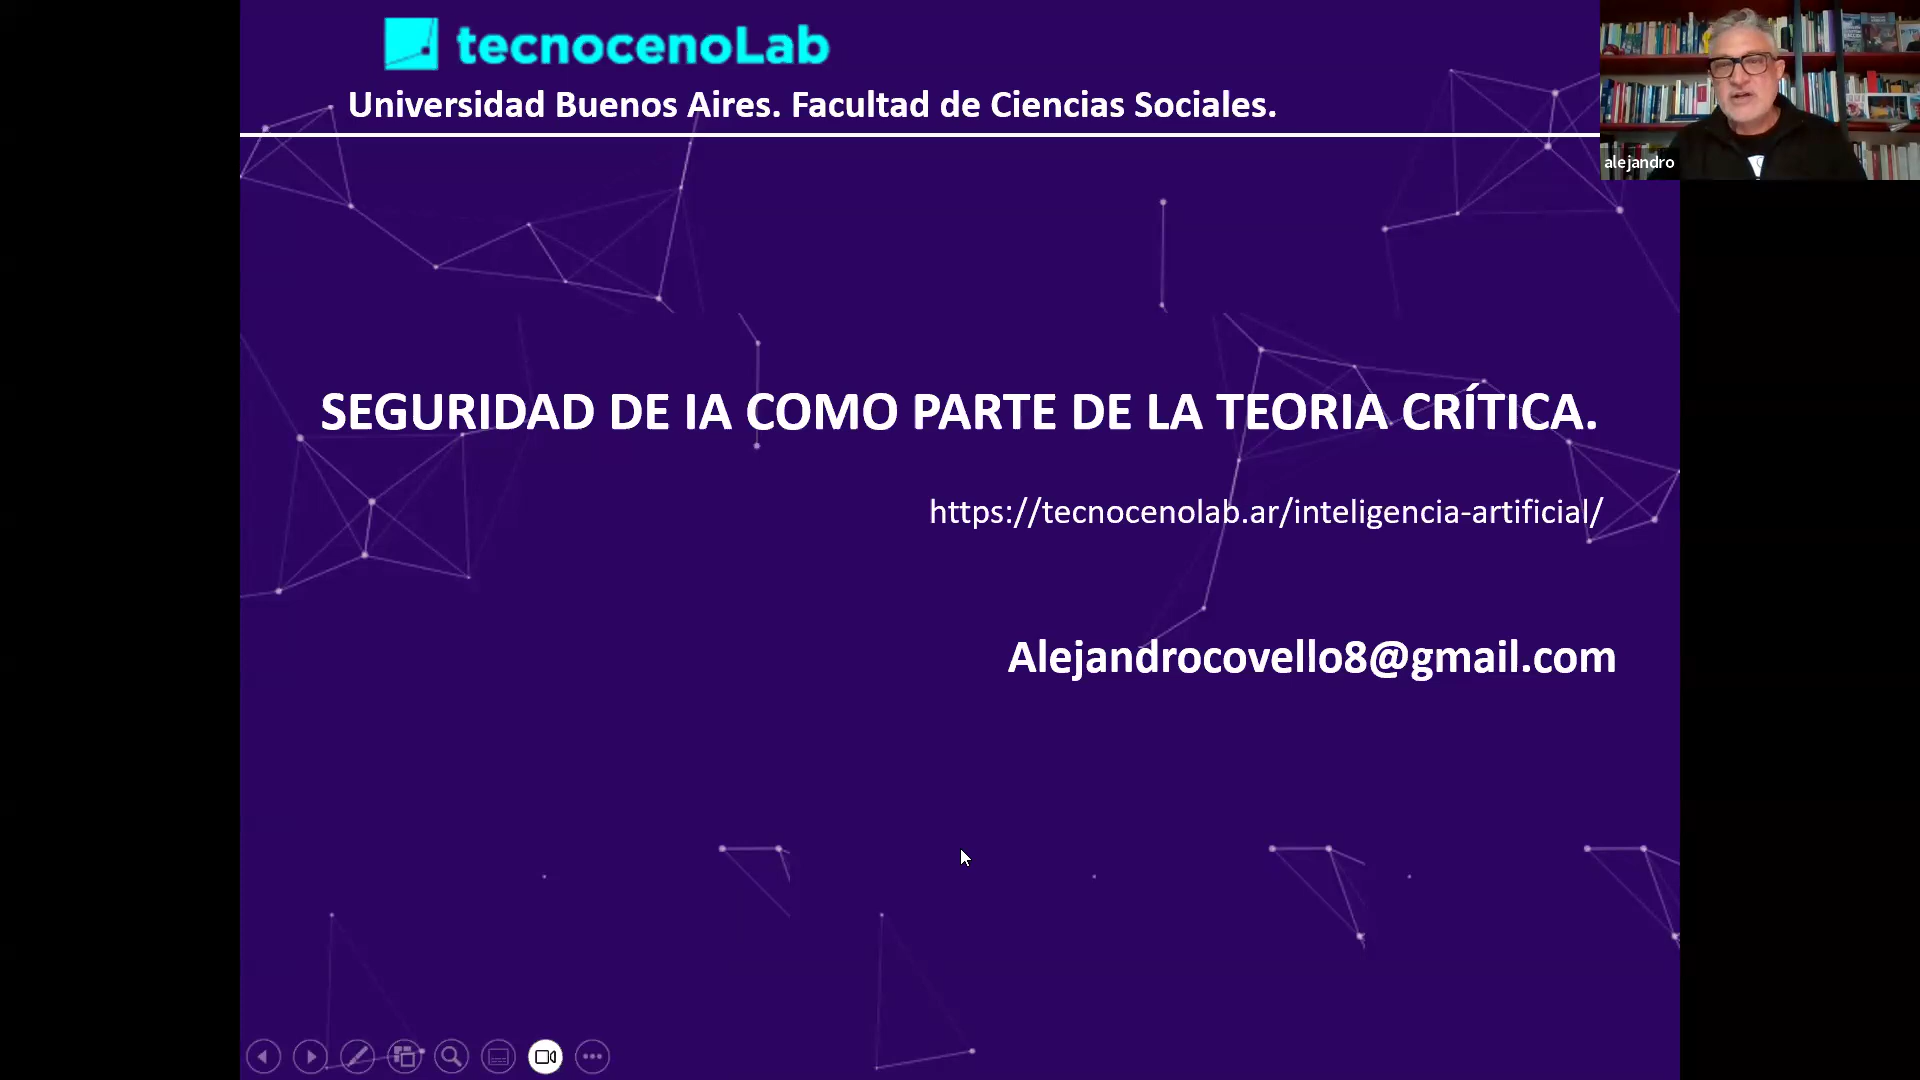 tecnocenoLab
Universidad Buenos Aires. Facultad de Ciencias Sociales.
alejandro
SEGURIDAD DE IA COMO PARTE DE LA TEORIA CRÍTICA.
https://tecnocenolab.ar/inteligencia-artificial/
Alejandrocovello8@gmail.com